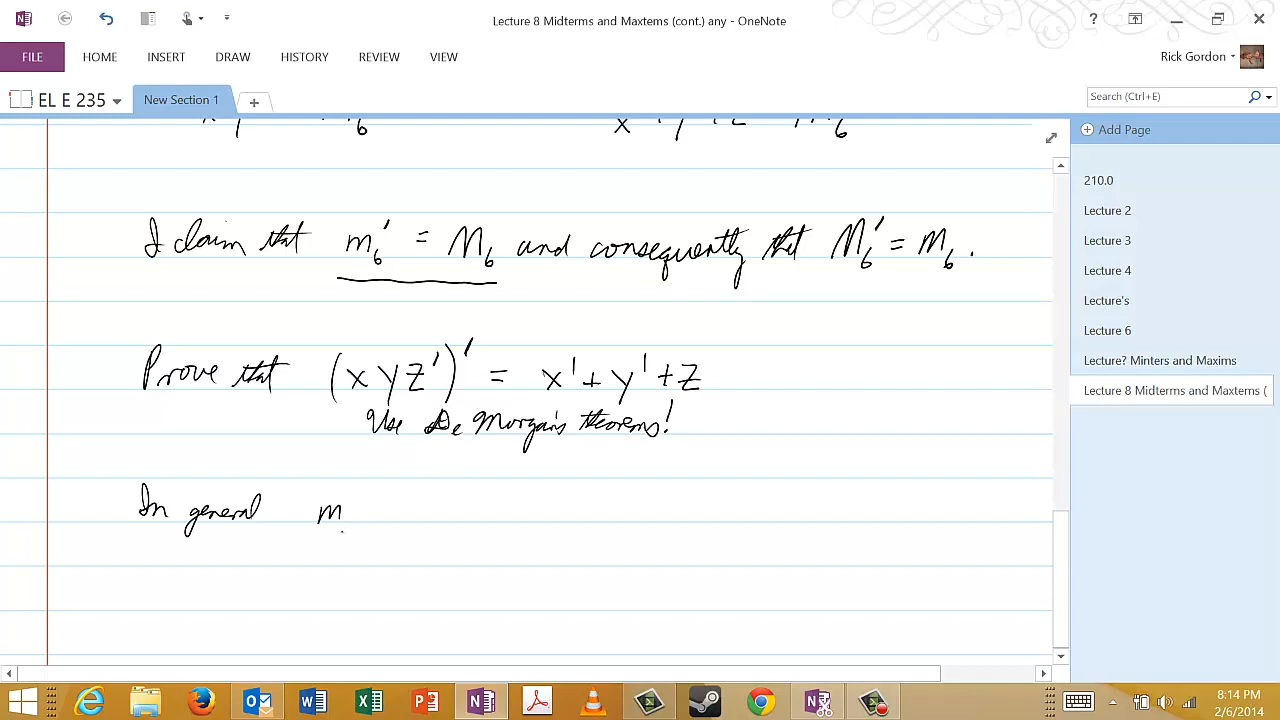 Lecture 8 Midterms and Maxtems (cont.) any - OneNote
?
FILE HOME INSERT DRAW HISTORY REVIEW VIEW
Rick Gordon
EL E 235 New Section 1
Search (Ctrl+E)
Add Page
210.0
Lecture 2
Lecture 3
Lecture 4
Lecture's
Lecture 6
Lecture? Minters and Maxims
Lecture 8 Midterms and Maxtems (
I claim that m₆' = M₆ and consequently that M₆' = m₆.
Prove that (x y z')' = x' + y' + z
Use De Morgan's theorems!
In general m
8:14 PM
2/6/2014